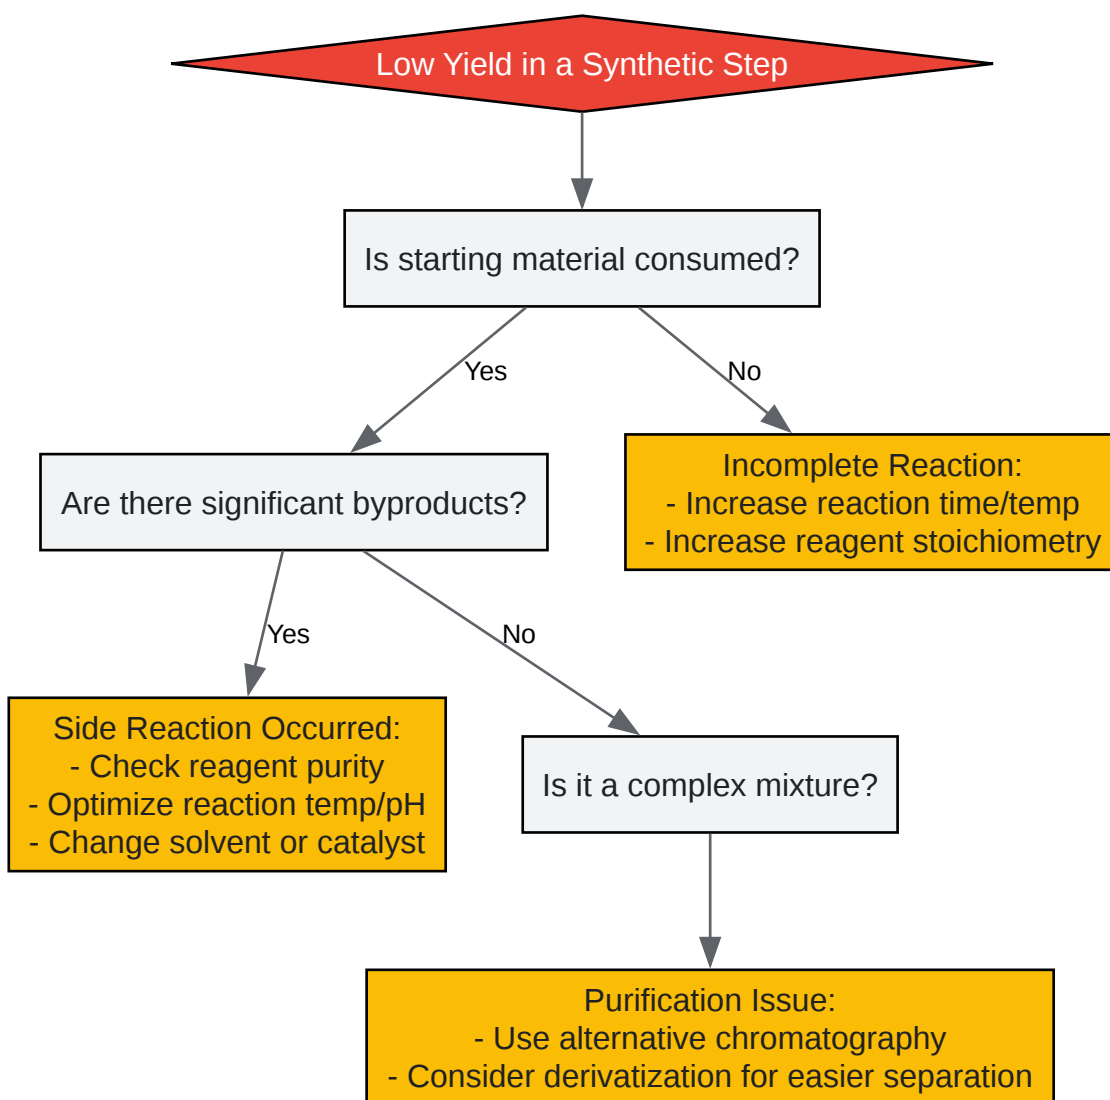 Low Yield in a Synthetic Step
Is starting material consumed?
Yes
No
Are there significant byproducts?
Incomplete Reaction:
- Increase reaction time/temp
- Increase reagent stoichiometry
Yes
No
Side Reaction Occurred:
- Check reagent purity
- Optimize reaction temp/pH
- Change solvent or catalyst
Is it a complex mixture?
Purification Issue:
- Use alternative chromatography
- Consider derivatization for easier separation